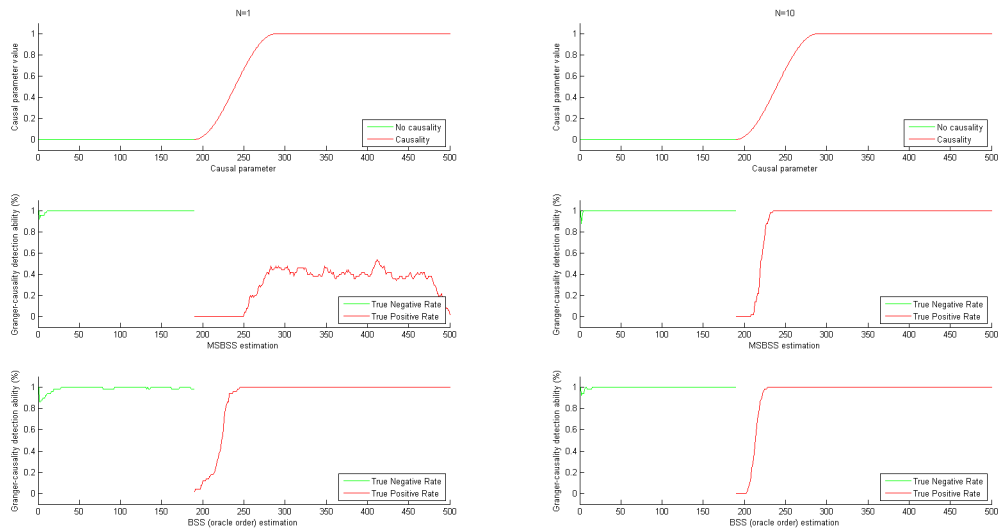 N=1
Causal parameter value
1
0.8
0.6
0.4
0.2
0
No causality
Causality
0 50 100 150 200 250 300 350 400 450 500
Causal parameter
Granger-causality detection ability (%)
1
0.8
0.6
0.4
0.2
0
True Negative Rate
True Positive Rate
0 50 100 150 200 250 300 350 400 450 500
MSBSS estimation
Granger-causality detection ability (%)
1
0.8
0.6
0.4
0.2
0
True Negative Rate
True Positive Rate
0 50 100 150 200 250 300 350 400 450 500
BSS (oracle order) estimation
N=10
Causal parameter value
1
0.8
0.6
0.4
0.2
0
No causality
Causality
0 50 100 150 200 250 300 350 400 450 500
Causal parameter
Granger-causality detection ability (%)
1
0.8
0.6
0.4
0.2
0
True Negative Rate
True Positive Rate
0 50 100 150 200 250 300 350 400 450 500
MSBSS estimation
Granger-causality detection ability (%)
1
0.8
0.6
0.4
0.2
0
True Negative Rate
True Positive Rate
0 50 100 150 200 250 300 350 400 450 500
BSS (oracle order) estimation